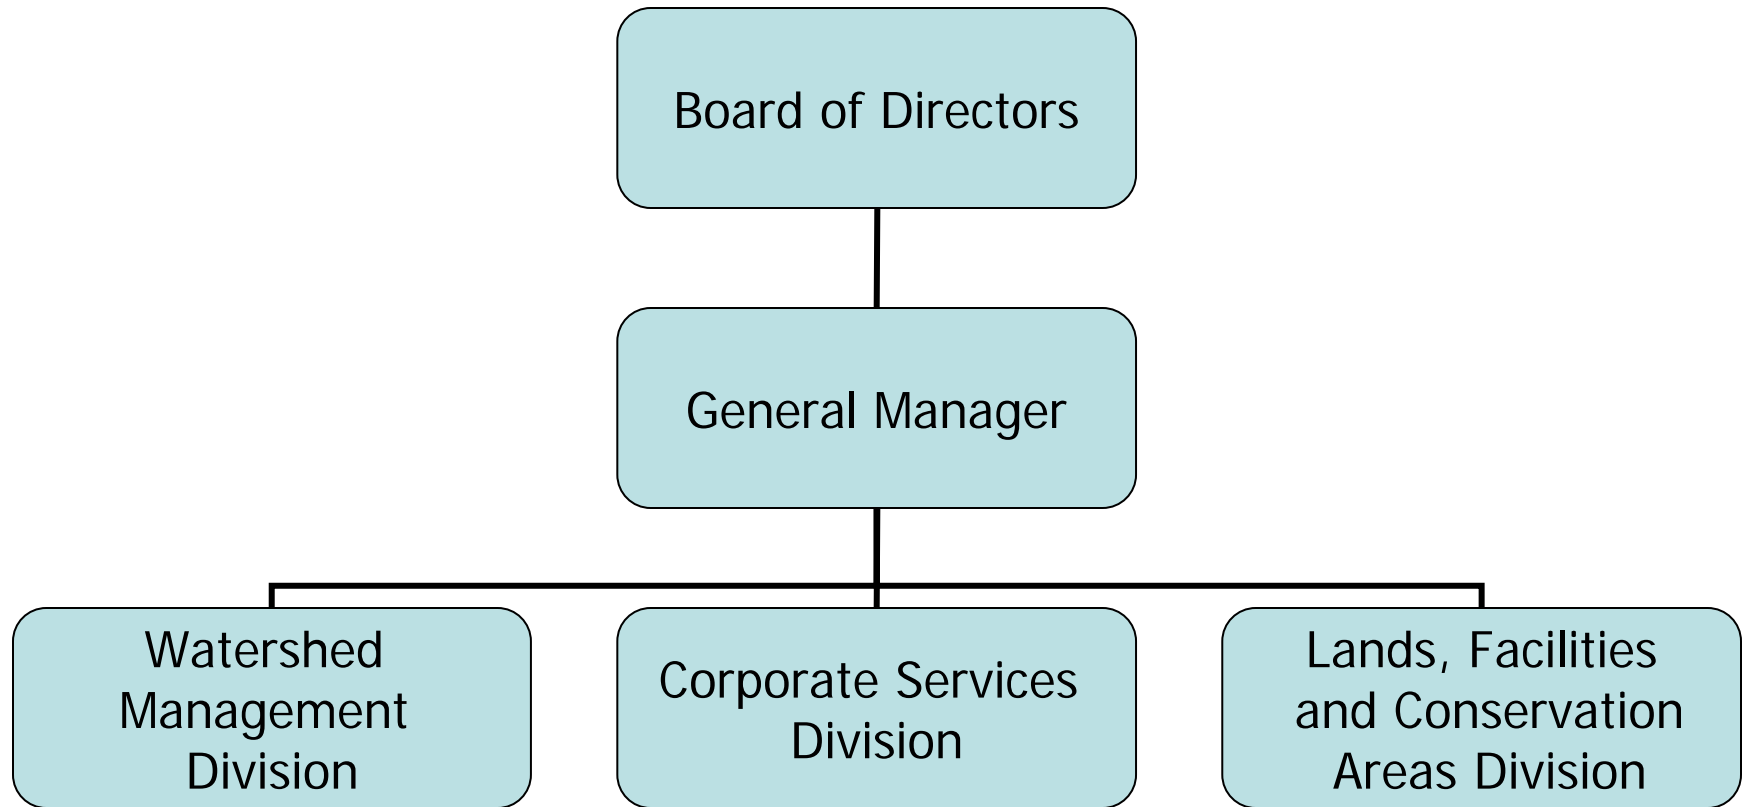 Board of Directors
General Manager
Watershed
Management
Division
Corporate Services
Division
Lands, Facilities
and Conservation
Areas Division